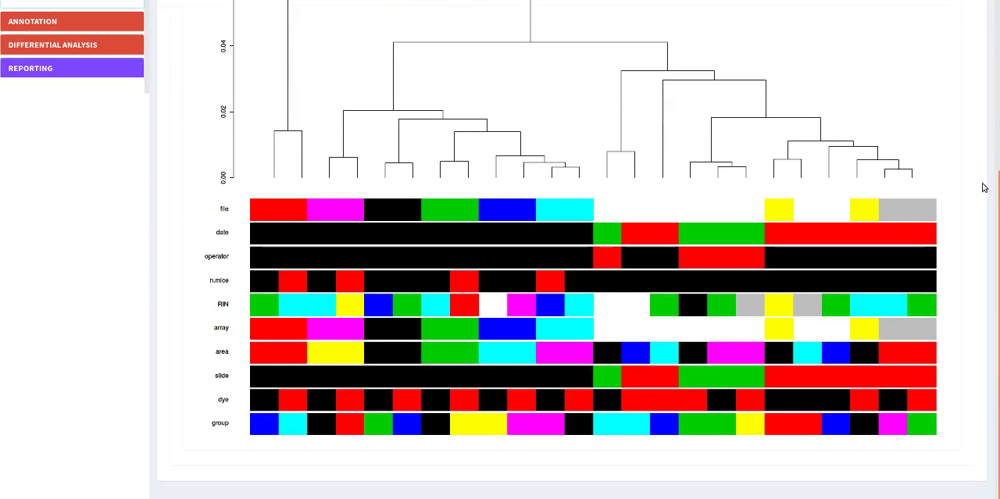 ANNOTATION
DIFFERENTIAL ANALYSIS
REPORTING
0.04
0.02
0.00
file
date
operator
n.mice
RIN
array
area
slide
dye
group